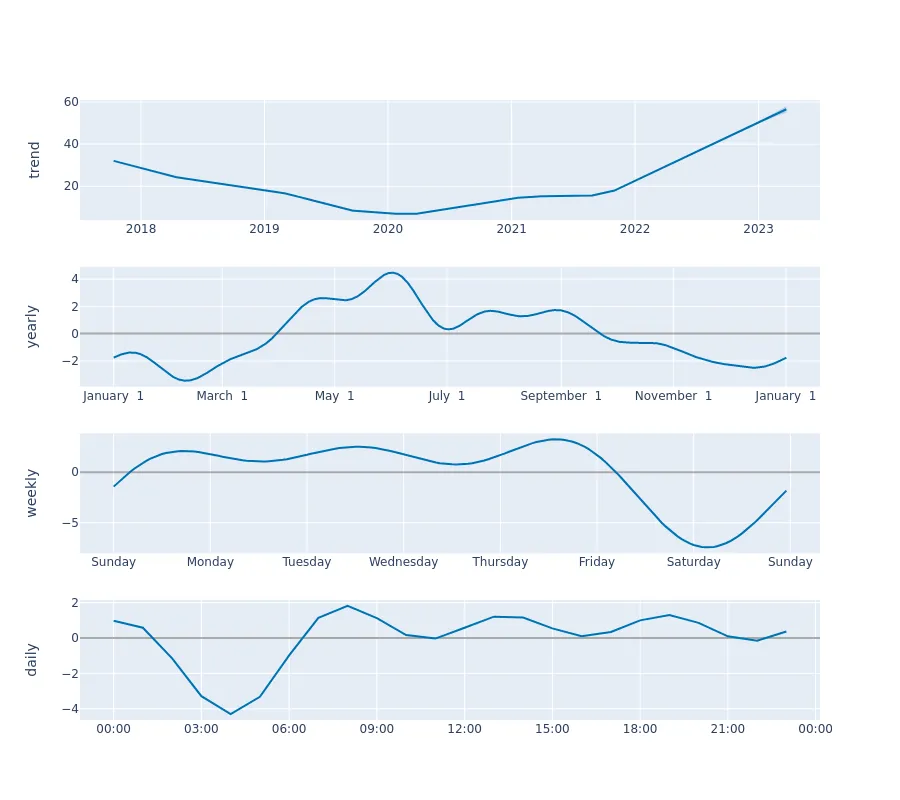 trend
60
40
20
2018 2019 2020 2021 2022 2023
yearly
4
2
0
−2
January 1 March 1 May 1 July 1 September 1 November 1 January 1
weekly
0
−5
Sunday Monday Tuesday Wednesday Thursday Friday Saturday Sunday
daily
2
0
−2
−4
00:00 03:00 06:00 09:00 12:00 15:00 18:00 21:00 00:00